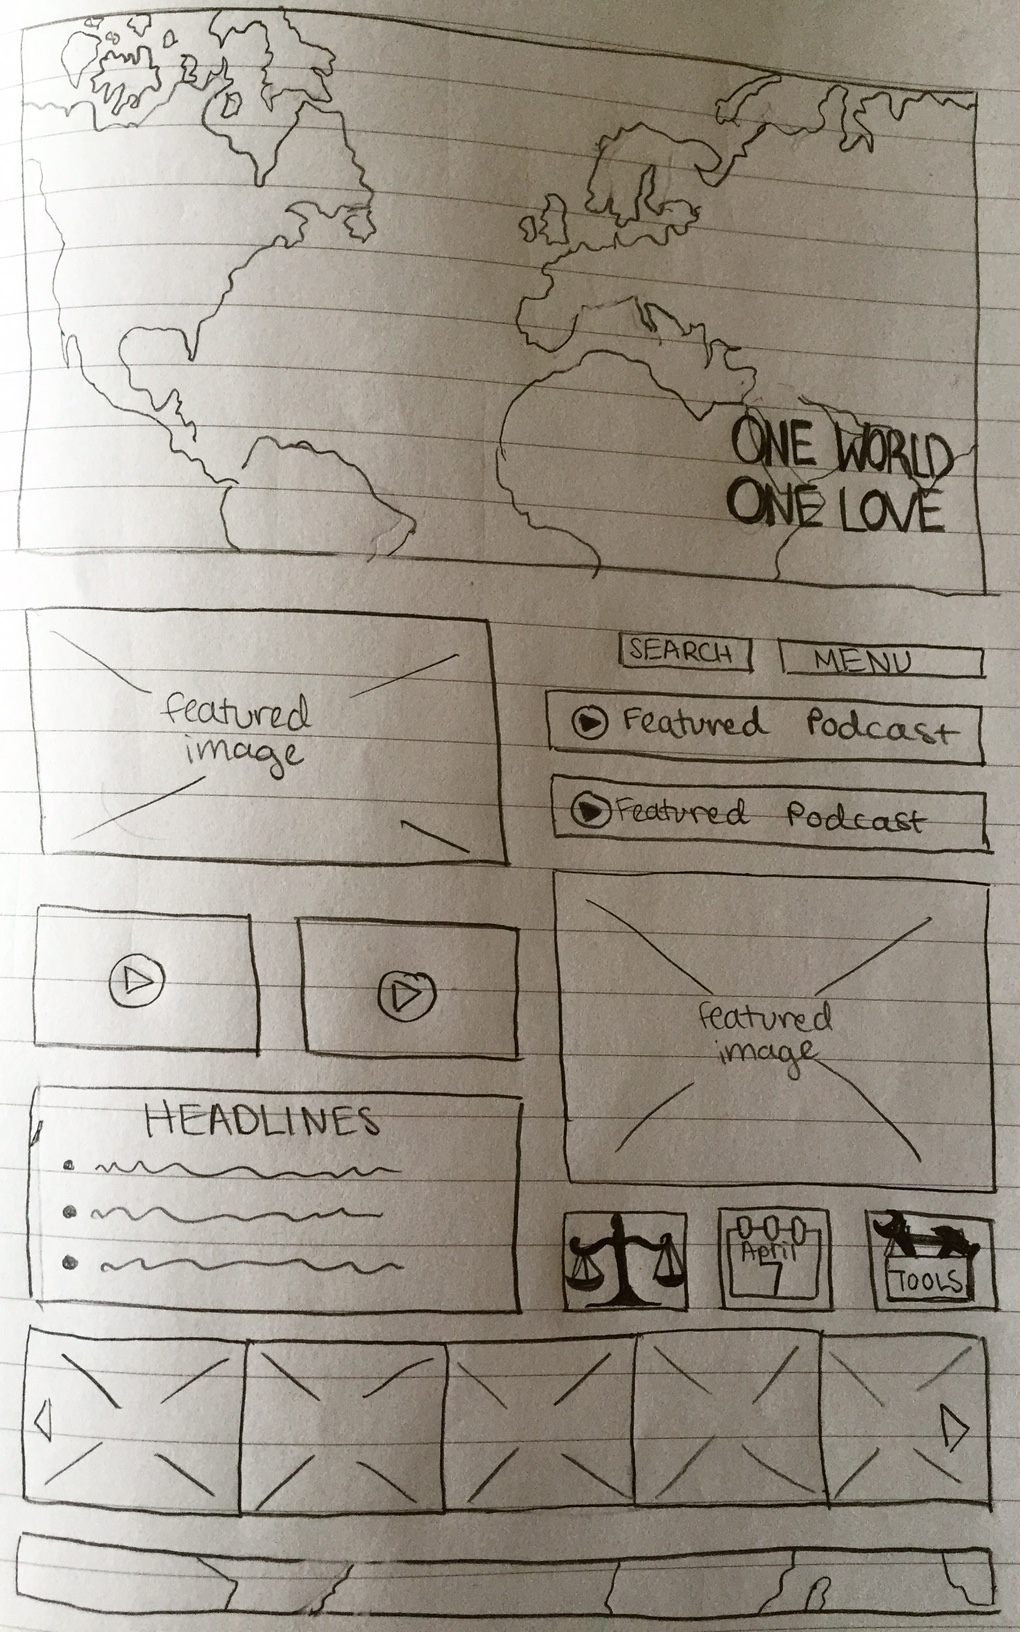 ONE WORLD
ONE LOVE
featured
image
SEARCH
MENU
Featured Podcast
Featured Podcast
featured
image
HEADLINES
April
7
TOOLS